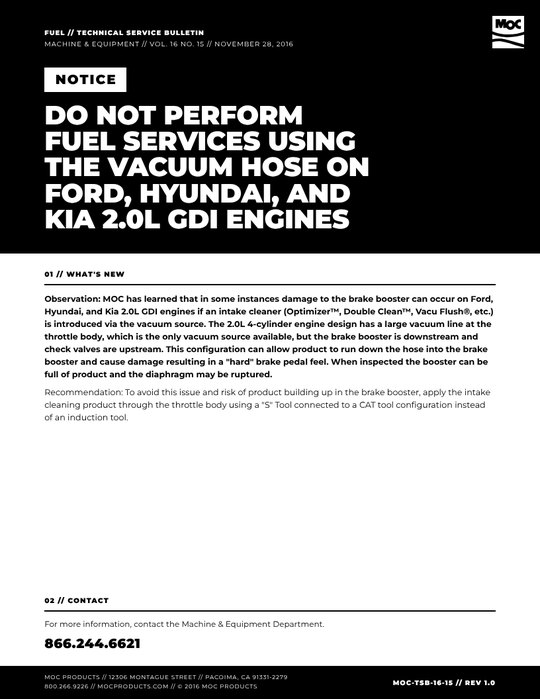 FUEL // TECHNICAL SERVICE BULLETIN
MACHINE & EQUIPMENT // VOL. 16 NO. 15 // NOVEMBER 28, 2016
MOC
NOTICE
DO NOT PERFORM
FUEL SERVICES USING
THE VACUUM HOSE ON
FORD, HYUNDAI, AND
KIA 2.0L GDI ENGINES
01 // WHAT'S NEW
Observation: MOC has learned that in some instances damage to the brake booster can occur on Ford,
Hyundai, and Kia 2.0L GDI engines if an intake cleaner (Optimizer™, Double Clean™, Vacu Flush®, etc.)
is introduced via the vacuum source. The 2.0L 4-cylinder engine design has a large vacuum line at the
throttle body, which is the only vacuum source available, but the brake booster is downstream and
check valves are upstream. This configuration can allow product to run down the hose into the brake
booster and cause damage resulting in a "hard" brake pedal feel. When inspected the booster can be
full of product and the diaphragm may be ruptured.
Recommendation: To avoid this issue and risk of product building up in the brake booster, apply the intake
cleaning product through the throttle body using a "S" Tool connected to a CAT tool configuration instead
of an induction tool.
02 // CONTACT
For more information, contact the Machine & Equipment Department.
866.244.6621
MOC PRODUCTS // 12306 MONTAGUE STREET // PACOIMA, CA 91331-2279
800.266.9226 // MOCPRODUCTS.COM // © 2016 MOC PRODUCTS
MOC-TSB-16-15 // REV 1.0